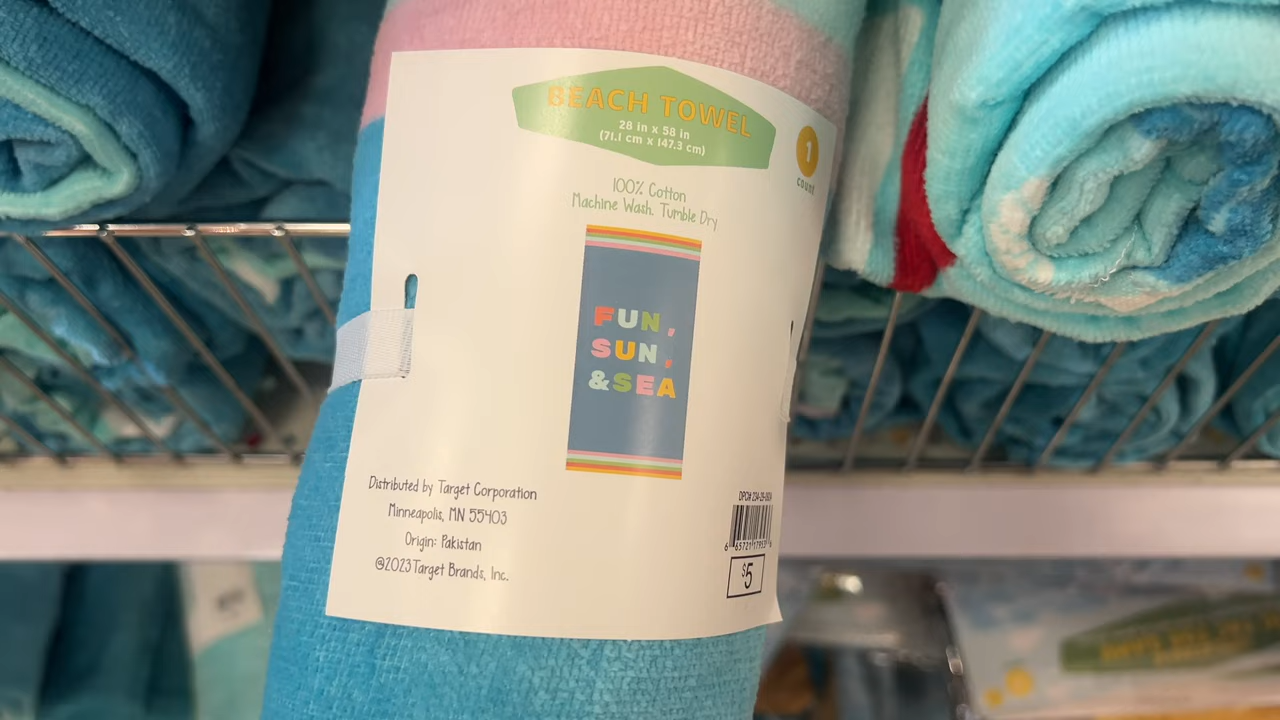 BEACH TOWEL
28 in x 58 in
(71.1 cm x 147.3 cm)
1
count
100% Cotton
Machine Wash. Tumble Dry
FUN,
SUN,
&SEA
Distributed by Target Corporation
Minneapolis, MN 55403
Origin: Pakistan
©2023 Target Brands, Inc.
$5